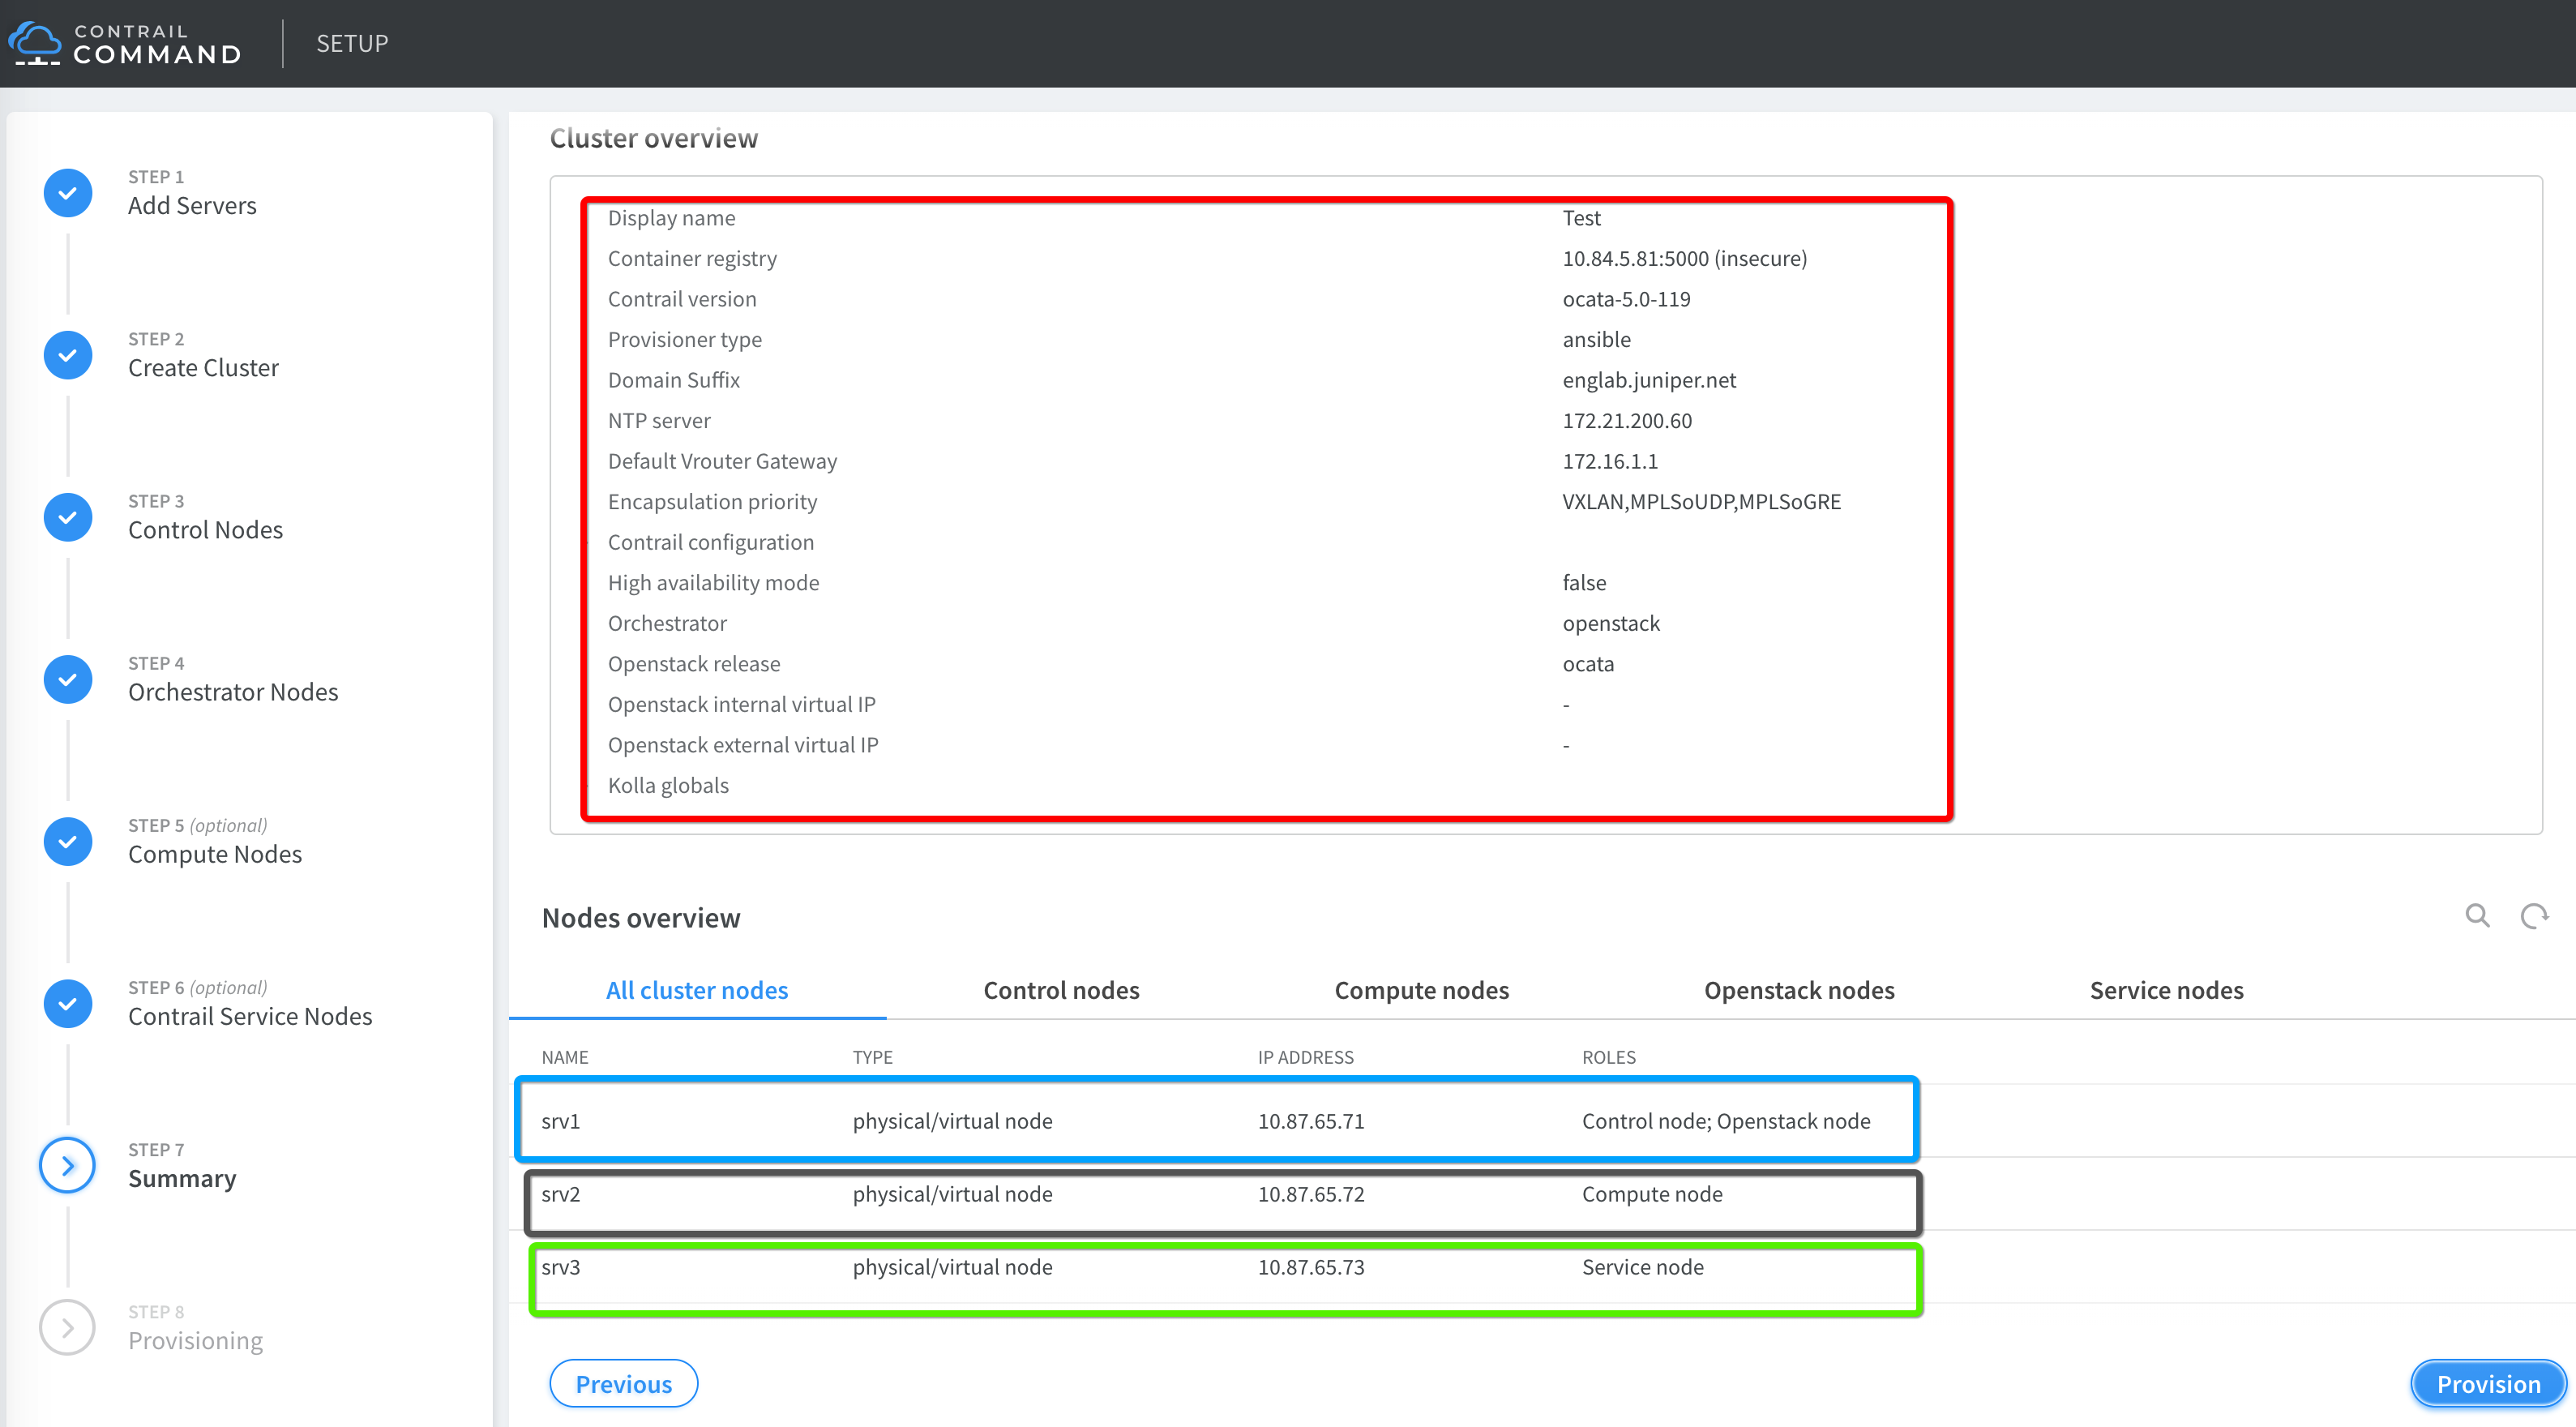 CONTRAIL
COMMAND
SETUP
STEP 1
Add Servers
STEP 2
Create Cluster
STEP 3
Control Nodes
STEP 4
Orchestrator Nodes
STEP 5 (optional)
Compute Nodes
STEP 6 (optional)
Contrail Service Nodes
STEP 7
Summary
STEP 8
Provisioning
Cluster overview
Display name Test
Container registry 10.84.5.81:5000 (insecure)
Contrail version ocata-5.0-119
Provisioner type ansible
Domain Suffix englab.juniper.net
NTP server 172.21.200.60
Default Vrouter Gateway 172.16.1.1
Encapsulation priority VXLAN,MPLSoUDP,MPLSoGRE
Contrail configuration
High availability mode false
Orchestrator openstack
Openstack release ocata
Openstack internal virtual IP -
Openstack external virtual IP -
Kolla globals
Nodes overview
All cluster nodes Control nodes Compute nodes Openstack nodes Service nodes
NAME TYPE IP ADDRESS ROLES
srv1 physical/virtual node 10.87.65.71 Control node; Openstack node
srv2 physical/virtual node 10.87.65.72 Compute node
srv3 physical/virtual node 10.87.65.73 Service node
Previous Provision